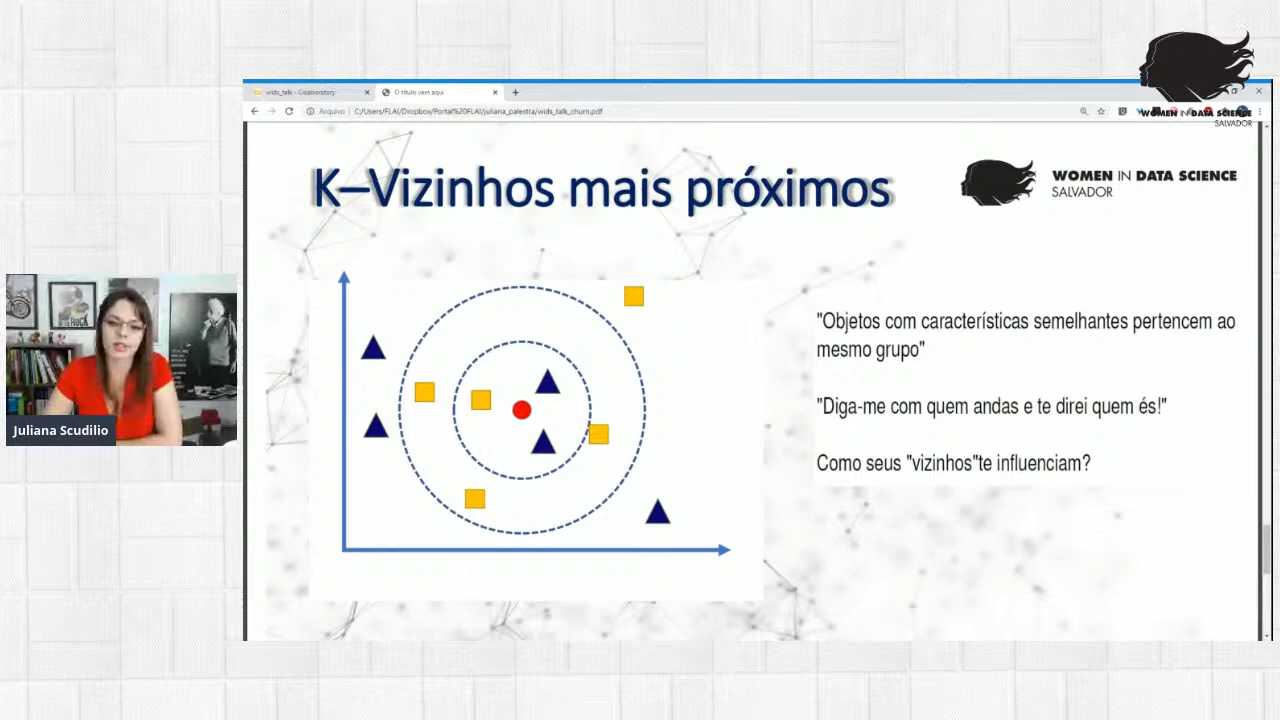 WOMEN IN DATA SCIENCE
SALVADOR
wids_talk - Colaboratory
O título vem aqui
Arquivo
C:/Users/FLAI/Dropbox/Portal%20FLAI/juliana_palestra/wids_talk_churn.pdf
K–Vizinhos mais próximos
WOMEN IN DATA SCIENCE
SALVADOR
"Objetos com características semelhantes pertencem ao
mesmo grupo"
"Diga-me com quem andas e te direi quem és!"
Como seus "vizinhos"te influenciam?
Juliana Scudilio